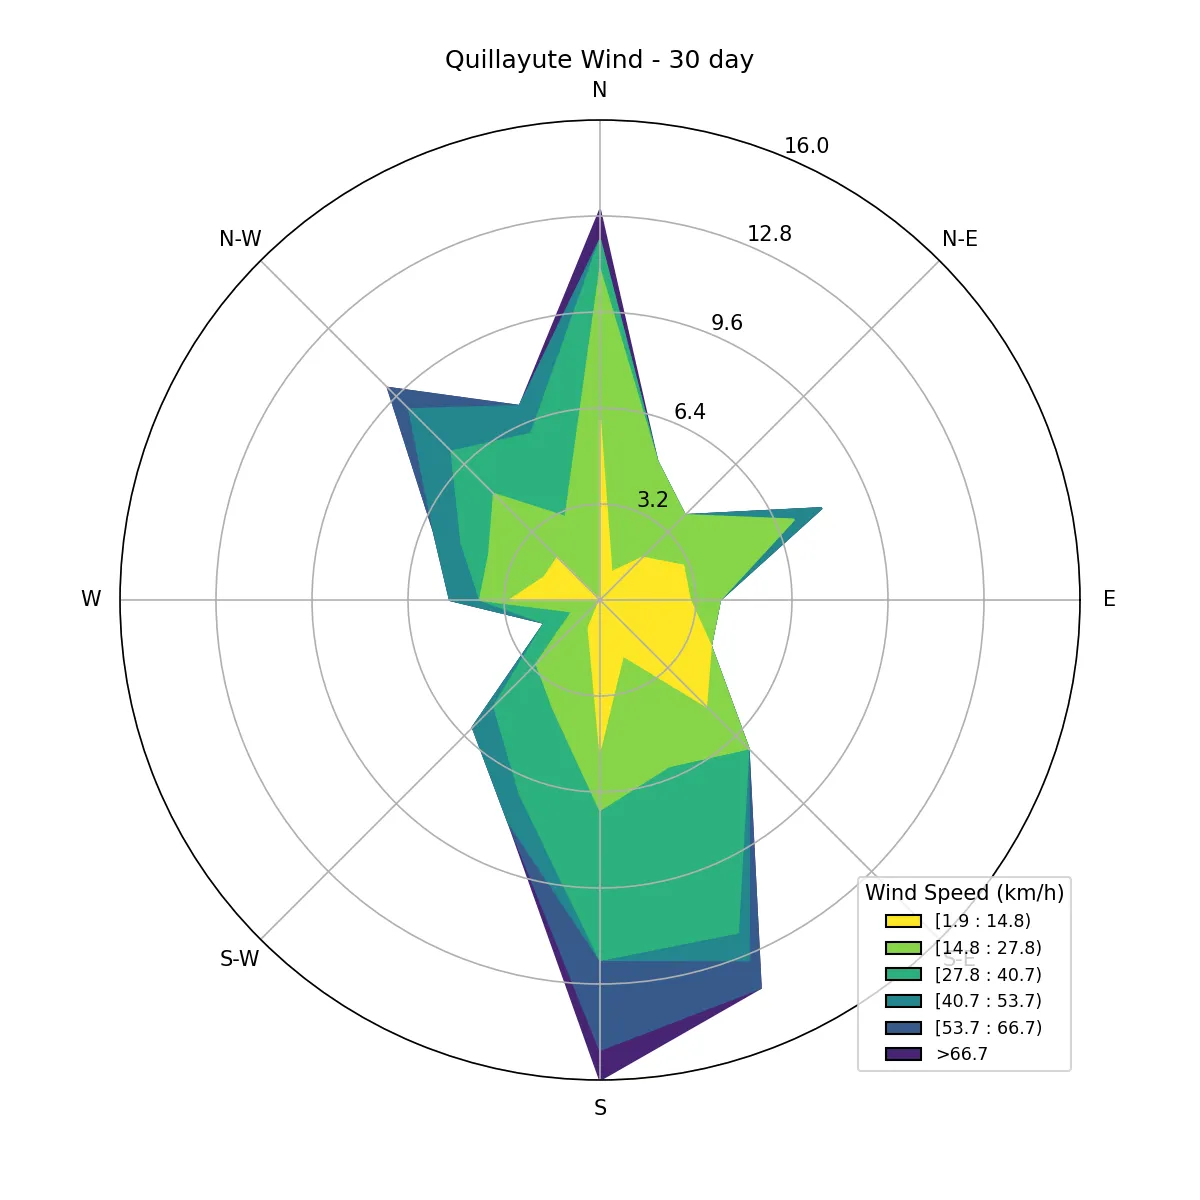 Quillayute Wind - 30 day
N
16.0
N-W
12.8
N-E
9.6
6.4
3.2
W
E
Wind Speed (km/h)
[1.9 : 14.8)
[14.8 : 27.8)
S-W
S-E
[27.8 : 40.7)
[40.7 : 53.7)
[53.7 : 66.7)
>66.7
S